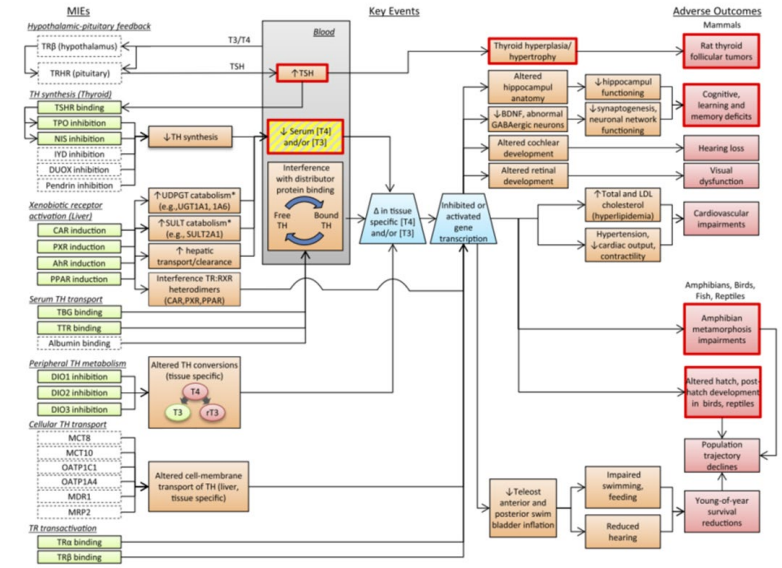 MIEs
Key Events
Adverse Outcomes
Hypothalamic-pituitary feedback
TRβ (hypothalamus)
TRHR (pituitary)
T3/T4
TSH
Blood
↑TSH
Thyroid hyperplasia/
hypertrophy
Mammals
Rat thyroid
follicular tumors
TH synthesis (Thyroid)
TSHR binding
TPO inhibition
NIS inhibition
IYD inhibition
DUOX inhibition
Pendrin inhibition
↓TH synthesis
↓ Serum [T4]
and/or [T3]
Altered
hippocampal
anatomy
↓hippocampal
functioning
↓BDNF, abnormal
GABAergic neurons
↓synaptogenesis,
neuronal network
functioning
Cognitive,
learning and
memory deficits
Altered cochlear
development
Hearing loss
Altered retinal
development
Visual
dysfunction
Xenobiotic receptor
activation (Liver)
CAR induction
PXR induction
AhR induction
PPAR induction
↑UDPGT catabolism*
(e.g.,UGT1A1, 1A6)
↑SULT catabolism*
(e.g., SULT2A1)
↑ hepatic
transport/clearance
Interference TR:RXR
heterodimers
(CAR,PXR,PPAR)
Interference
with distributor
protein binding
Free
TH
Bound
TH
Δ in tissue
specific [T4]
and/or [T3]
Inhibited or
activated
gene
transcription
↑Total and LDL
cholesterol
(hyperlipidemia)
Hypertension,
↓cardiac output,
contractility
Cardiovascular
impairments
Serum TH transport
TBG binding
TTR binding
Albumin binding
Amphibians, Birds,
Fish, Reptiles
Amphibian
metamorphosis
impairments
Peripheral TH metabolism
DIO1 inhibition
DIO2 inhibition
DIO3 inhibition
Altered TH conversions
(tissue specific)
T4
T3
rT3
Altered hatch, post-
hatch development
in birds, reptiles
Cellular TH transport
MCT8
MCT10
OATP1C1
OATP1A4
MDR1
MRP2
Altered cell-membrane
transport of TH (liver,
tissue specific)
Population
trajectory
declines
↓Teleost
anterior and
posterior swim
bladder inflation
Impaired
swimming,
feeding
Reduced
hearing
Young-of-year
survival
reductions
TR transactivation
TRα binding
TRβ binding